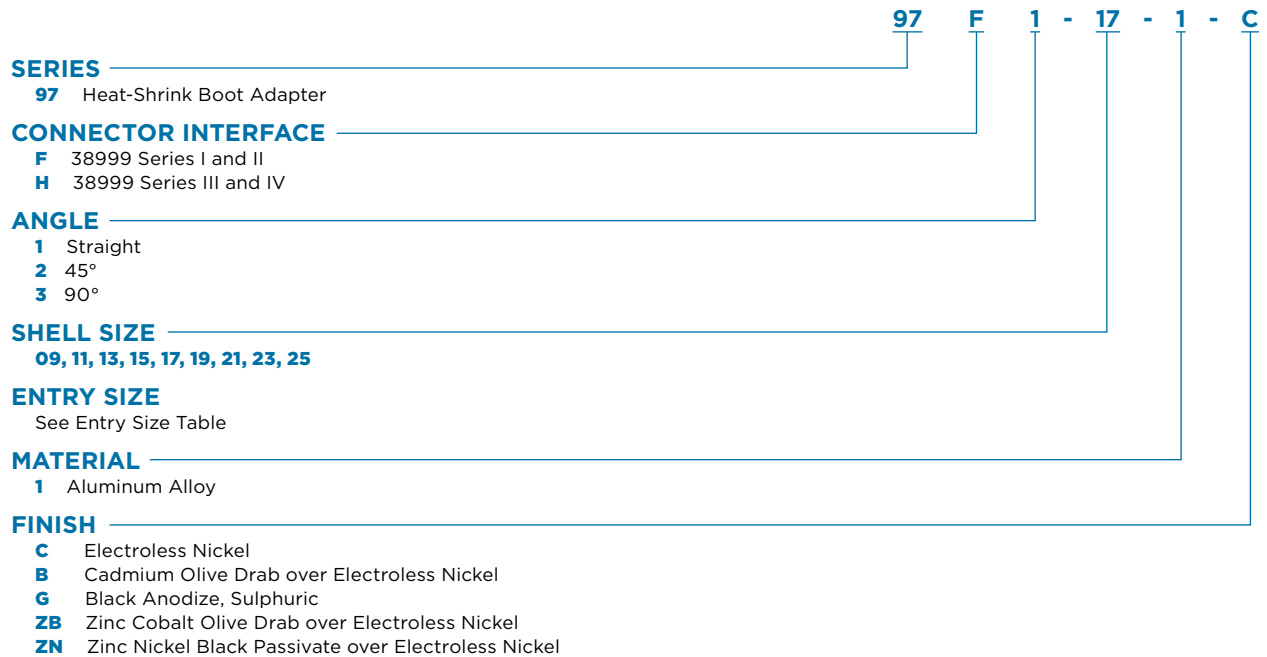 97 F 1 - 17 - 1 - C
SERIES
97 Heat-Shrink Boot Adapter
CONNECTOR INTERFACE
F 38999 Series I and II
H 38999 Series III and IV
ANGLE
1 Straight
2 45°
3 90°
SHELL SIZE
09, 11, 13, 15, 17, 19, 21, 23, 25
ENTRY SIZE
See Entry Size Table
MATERIAL
1 Aluminum Alloy
FINISH
C Electroless Nickel
B Cadmium Olive Drab over Electroless Nickel
G Black Anodize, Sulphuric
ZB Zinc Cobalt Olive Drab over Electroless Nickel
ZN Zinc Nickel Black Passivate over Electroless Nickel